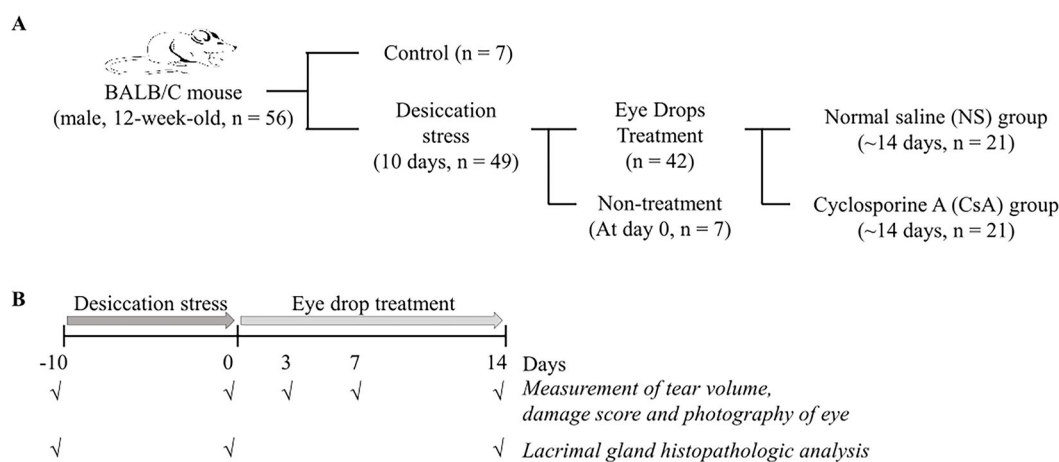 A
BALB/C mouse
(male, 12-week-old, n = 56)
Control (n = 7)
Desiccation
stress
(10 days, n = 49)
Eye Drops
Treatment
(n = 42)
Non-treatment
(At day 0, n = 7)
Normal saline (NS) group
(~14 days, n = 21)
Cyclosporine A (CsA) group
(~14 days, n = 21)
B
Desiccation stress Eye drop treatment
-10 0 3 7 14 Days
√ √ √ √ √ Measurement of tear volume,
damage score and photography of eye
√ √ √ Lacrimal gland histopathologic analysis